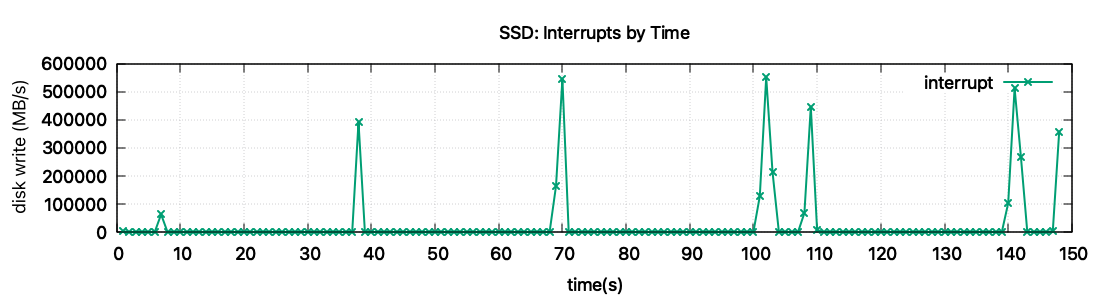 SSD: Interrupts by Time
disk write (MB/s)
600000
500000
400000
300000
200000
100000
0
interrupt
0 10 20 30 40 50 60 70 80 90 100 110 120 130 140 150
time(s)